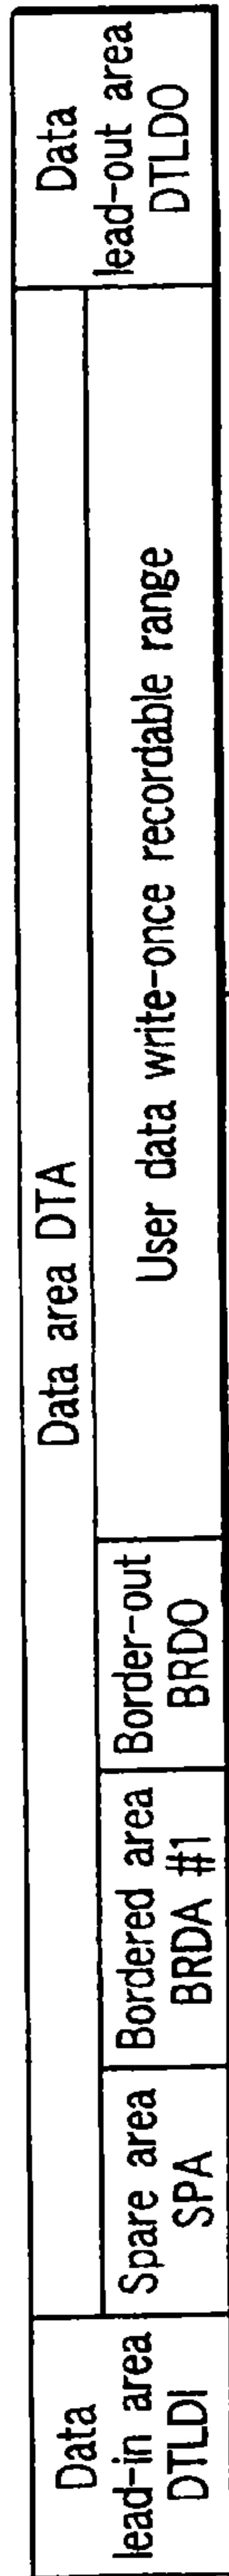 Data
lead-in area
DTLDI
Data area DTA
Spare area
SPA
Bordered area
BRDA #1
Border-out
BRDO
User data write-once recordable range
Data
lead-out area
DTLDO